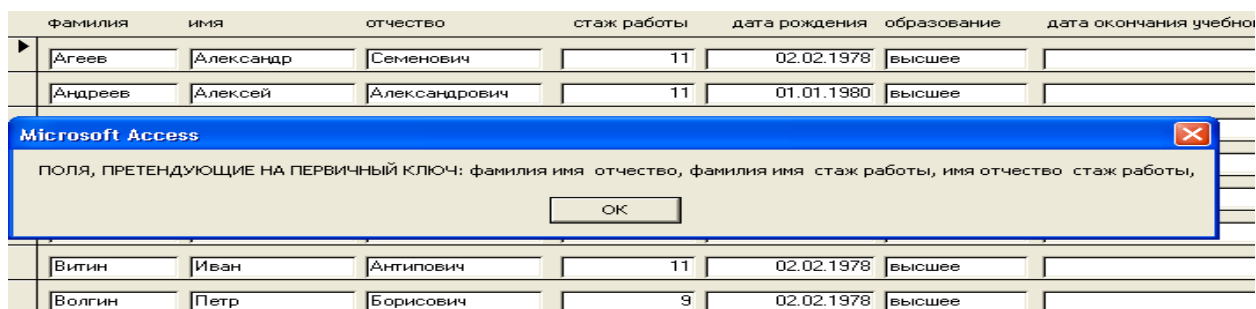 фамилия имя отчество стаж работы дата рождения образование дата окончания учебног
Агеев Александр Семенович 11 02.02.1978 высшее
Андреев Алексей Александрович 11 01.01.1980 высшее
Microsoft Access
ПОЛЯ, ПРЕТЕНДУЮЩИЕ НА ПЕРВИЧНЫЙ КЛЮЧ: фамилия имя отчество, фамилия имя стаж работы, имя отчество стаж работы,
OK
Витин Иван Антипович 11 02.02.1978 высшее
Волгин Петр Борисович 9 02.02.1978 высшее